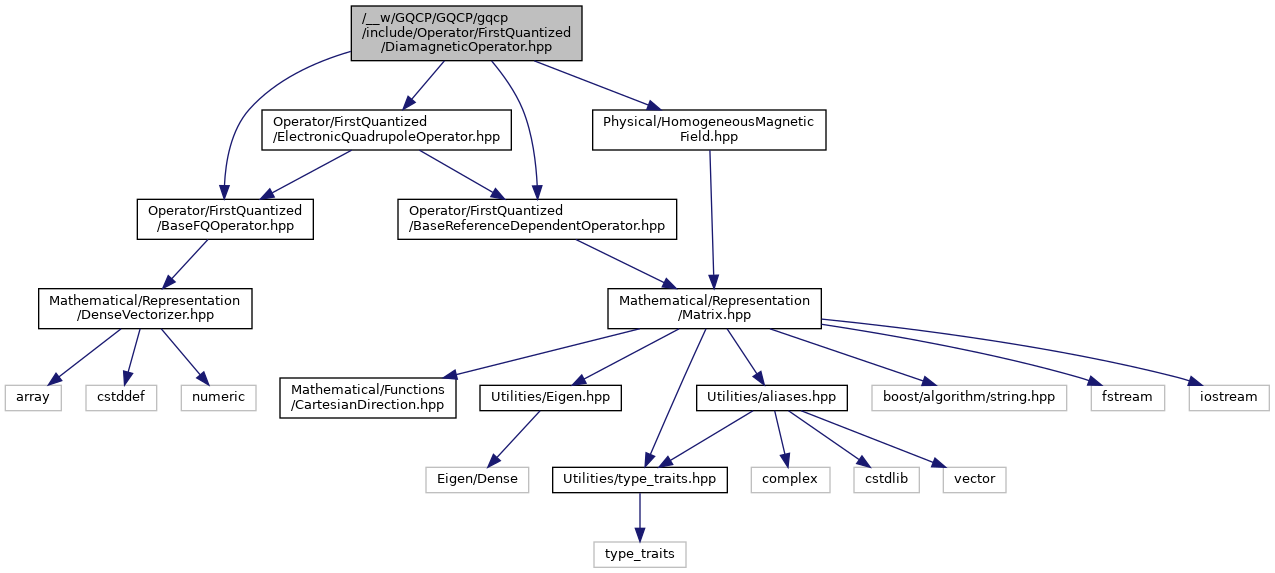 /__w/GQCP/GQCP/gqcp
/include/Operator/FirstQuantized
/DiamagneticOperator.hpp
Operator/FirstQuantized
/ElectronicQuadrupoleOperator.hpp
Physical/HomogeneousMagnetic
Field.hpp
Operator/FirstQuantized
/BaseFQOperator.hpp
Operator/FirstQuantized
/BaseReferenceDependentOperator.hpp
Mathematical/Representation
/DenseVectorizer.hpp
Mathematical/Representation
/Matrix.hpp
array
cstddef
numeric
Mathematical/Functions
/CartesianDirection.hpp
Utilities/Eigen.hpp
Utilities/aliases.hpp
boost/algorithm/string.hpp
fstream
iostream
Eigen/Dense
Utilities/type_traits.hpp
complex
cstdlib
vector
type_traits